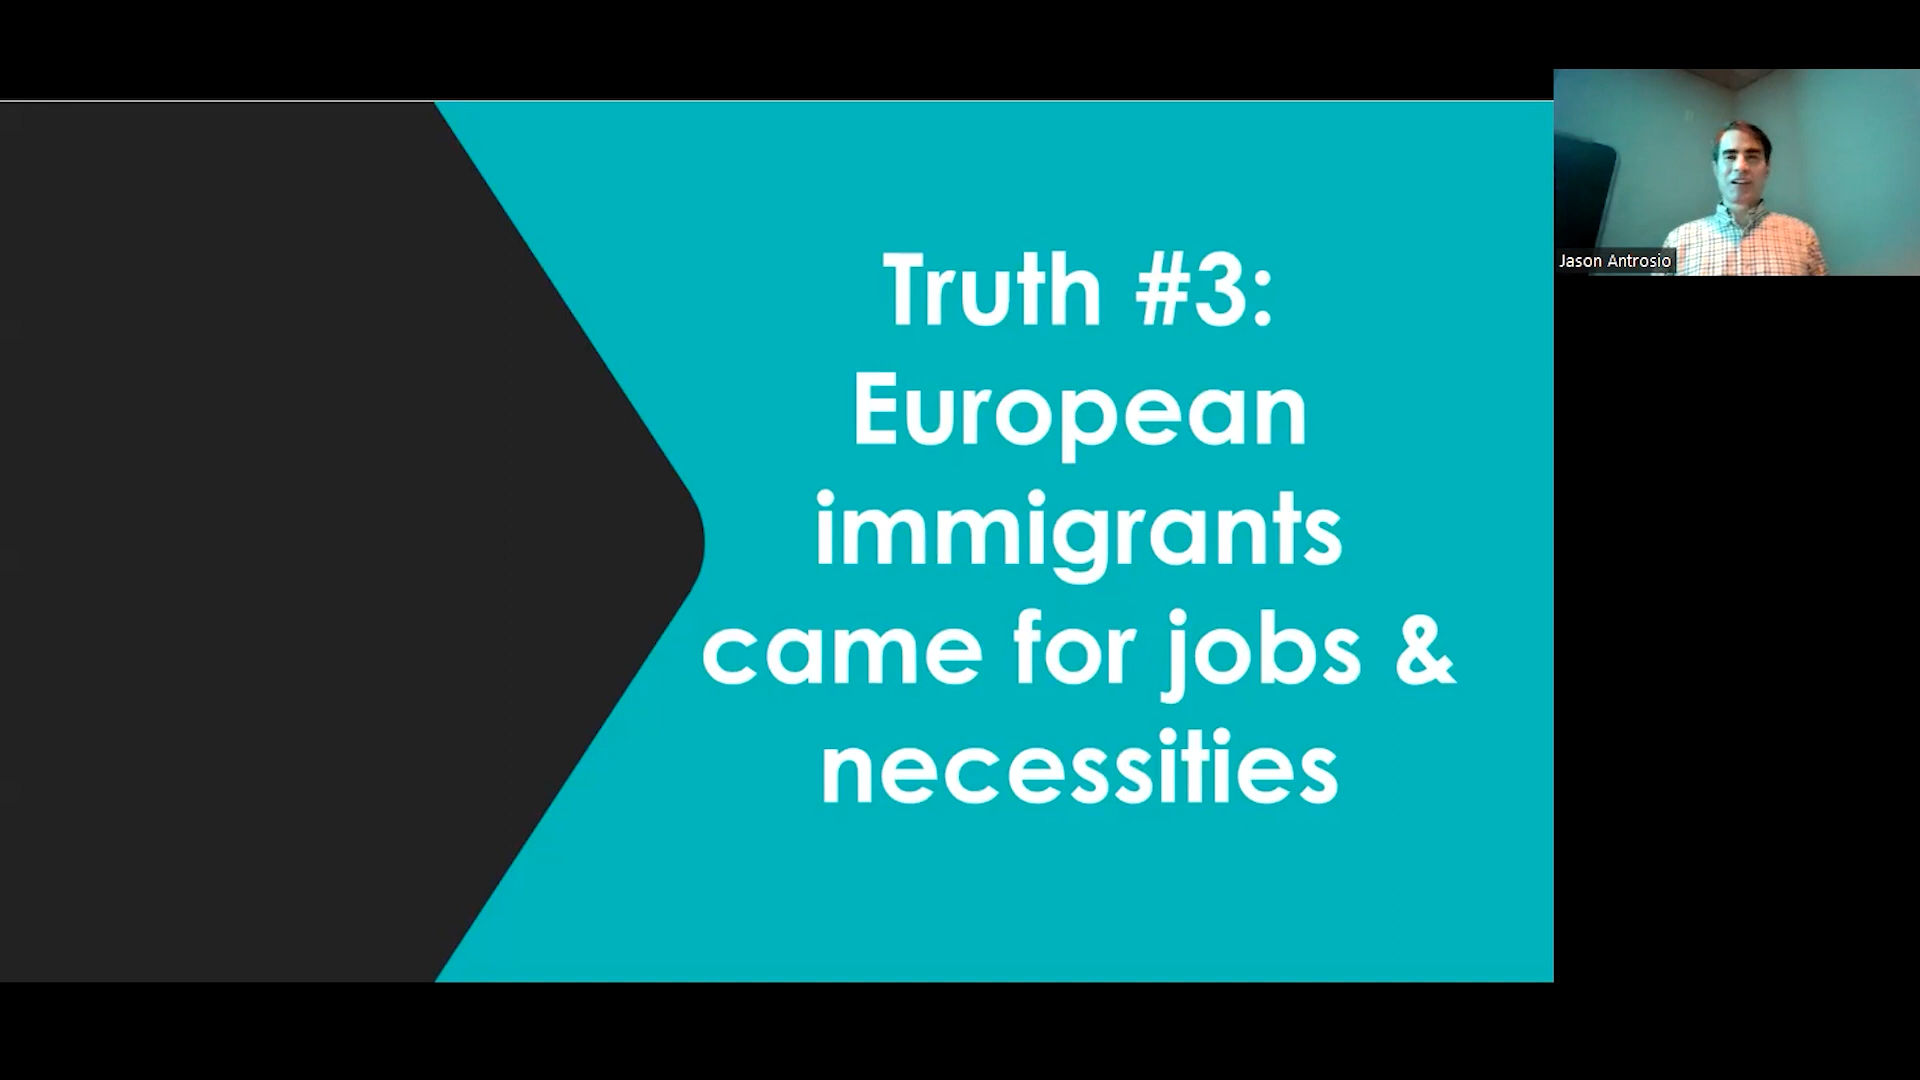 Truth #3:
European
immigrants
came for jobs &
necessities
Jason Antrosio